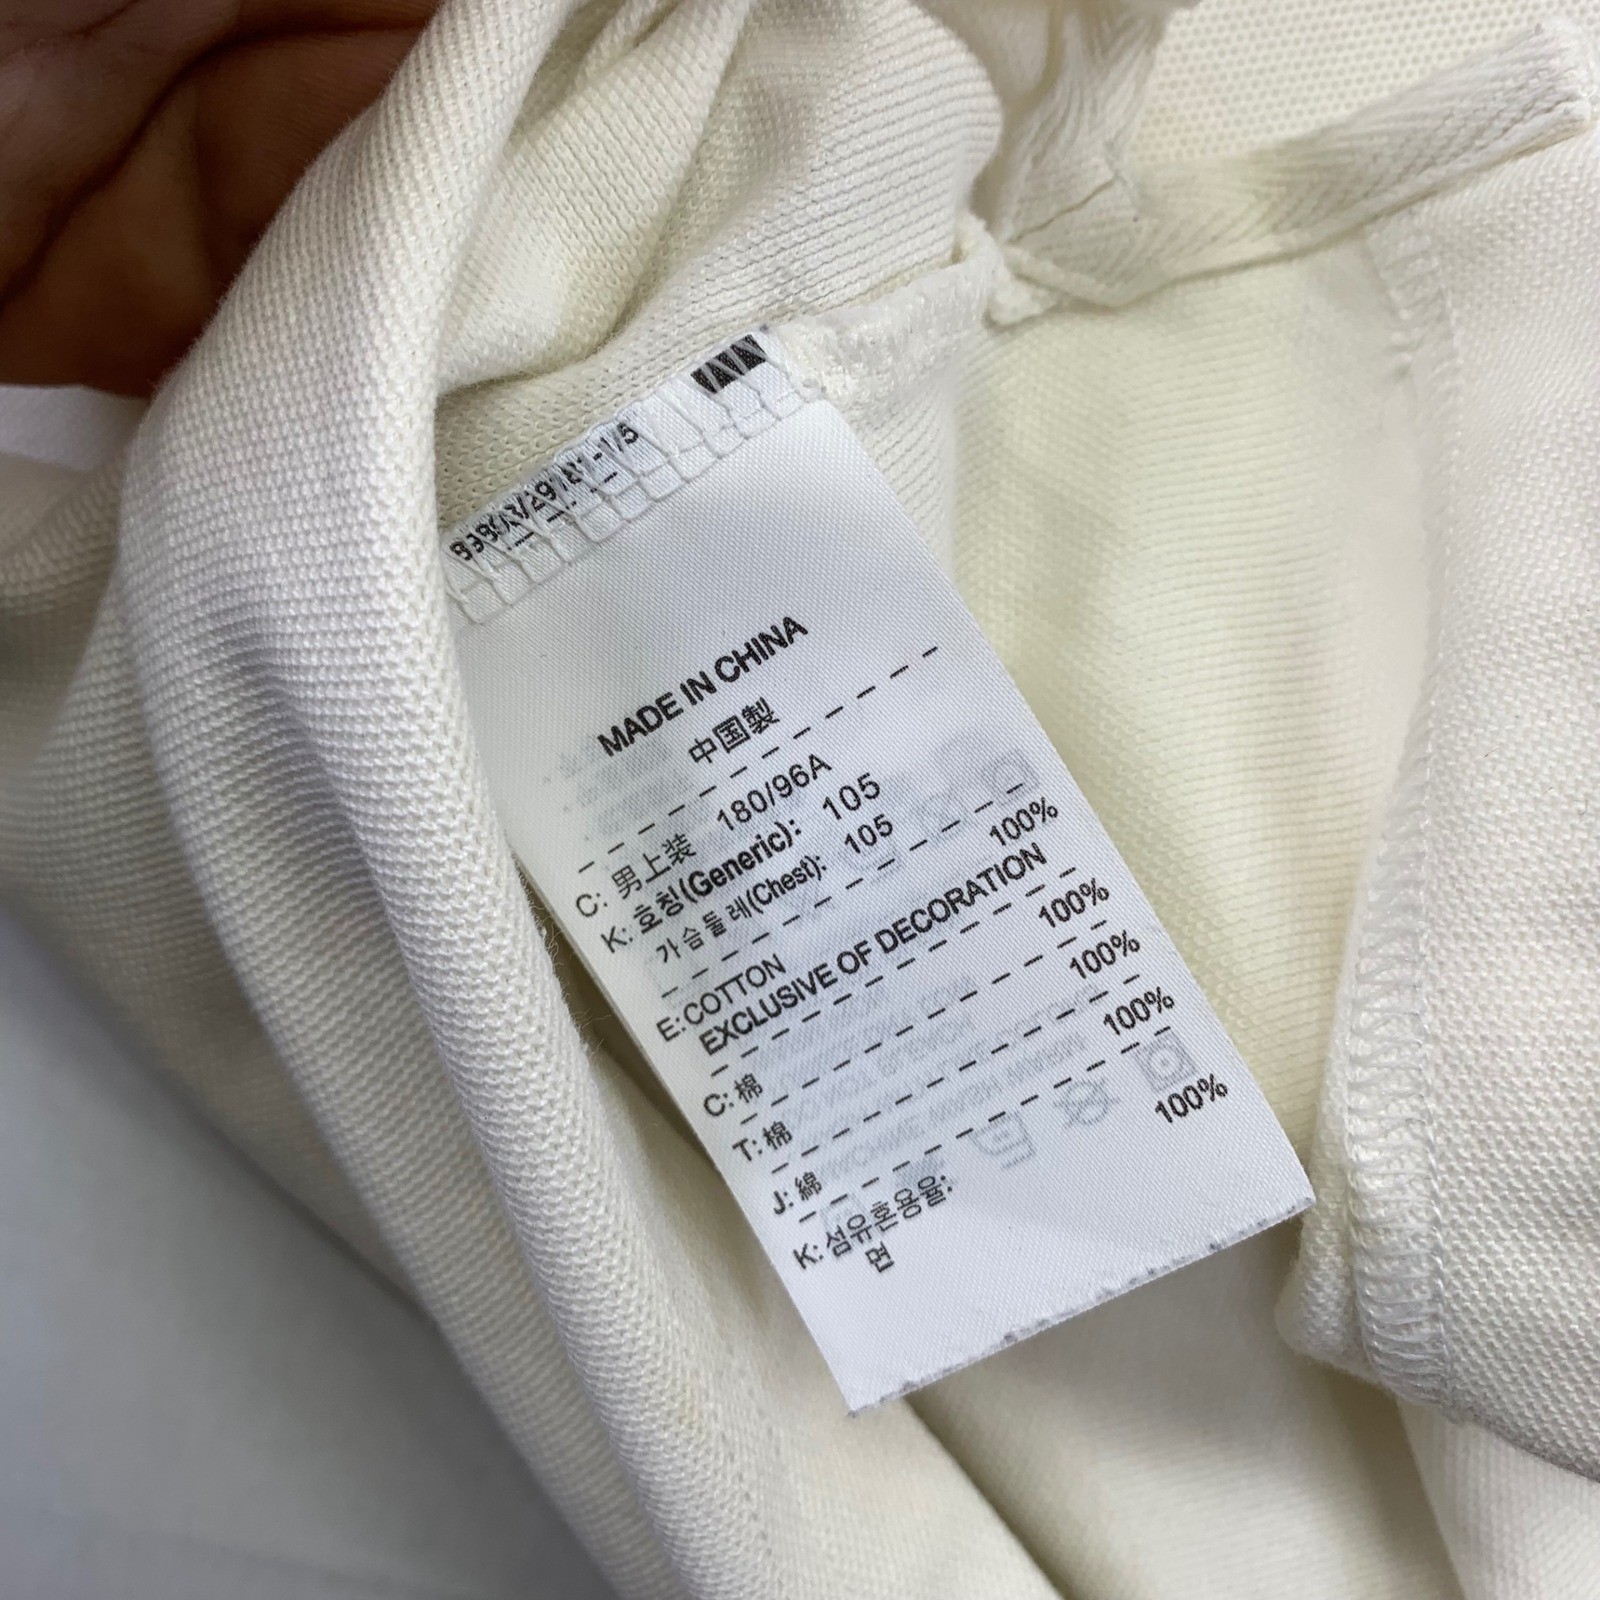 MADE IN CHINA
中国製
C: 男上装 180/96A
K: 호칭(Generic): 105
가슴둘레(Chest): 105
E: COTTON 100%
EXCLUSIVE OF DECORATION
C: 棉 100%
T: 棉 100%
J: 綿 100%
K: 섬유혼용율:
면 100%